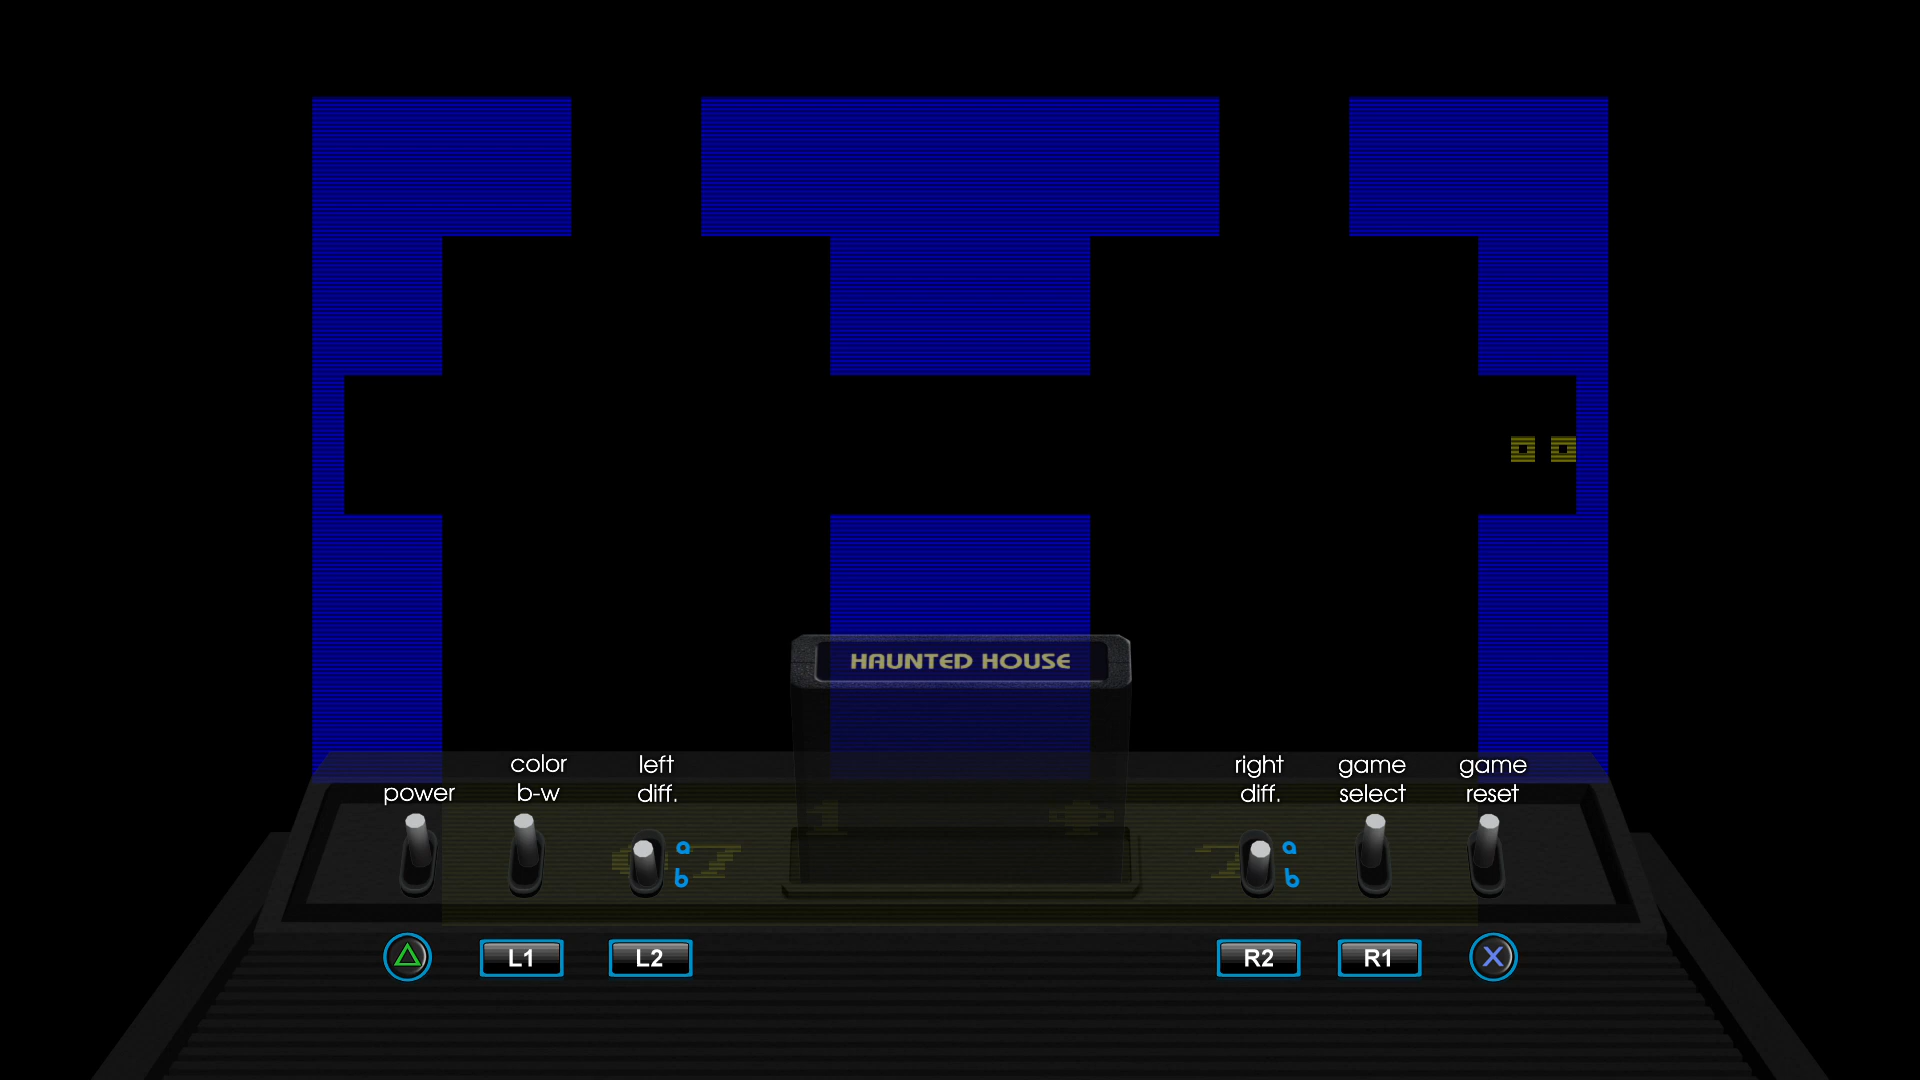 HAUNTED HOUSE
power
color
b-w
left
diff.
a
b
right
diff.
a
b
game
select
game
reset
L1
L2
R2
R1
X